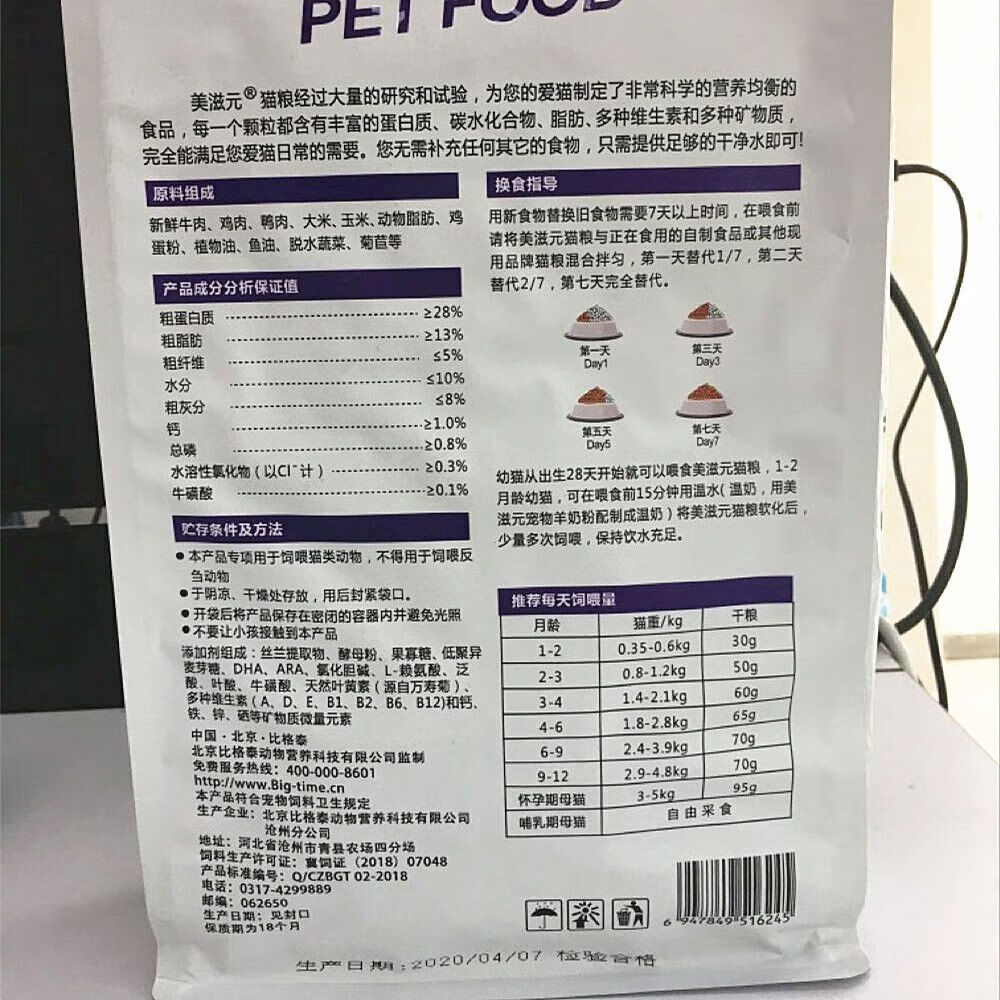 PET FOOD
美滋元®猫粮经过大量的研究和试验，为您的爱猫制定了非常科学的营养均衡的
食品，每一个颗粒都含有丰富的蛋白质、碳水化合物、脂肪、多种维生素和多种矿物质，
完全能满足您爱猫日常的需要。您无需补充任何其它的食物，只需提供足够的干净水即可!
原料组成
新鲜牛肉、鸡肉、鸭肉、大米、玉米、动物脂肪、鸡
蛋粉、植物油、鱼油、脱水蔬菜、菊苣等
产品成分分析保证值
粗蛋白质 ≥28%
粗脂肪 ≥13%
粗纤维 ≤5%
水分 ≤10%
粗灰分 ≤8%
钙 ≥1.0%
总磷 ≥0.8%
水溶性氯化物（以Cl⁻计） ≥0.3%
牛磺酸 ≥0.1%
贮存条件及方法
●本产品专项用于饲喂猫类动物，不得用于饲喂反
刍动物
●于阴凉、干燥处存放，用后封紧袋口。
●开袋后将产品保存在密闭的容器内并避免光照
●不要让小孩接触到本产品
添加剂组成：丝兰提取物、酵母粉、果寡糖、低聚异
麦芽糖、DHA、ARA、氯化胆碱、L-赖氨酸、泛
酸、叶酸、牛磺酸、天然叶黄素（源自万寿菊）、
多种维生素（A、D、E、B1、B2、B6、B12)和钙、
铁、锌、硒等矿物质微量元素
中国·北京·比格泰
北京比格泰动物营养科技有限公司监制
免费服务热线：400-000-8601
http://www.Big-time.cn
本产品符合宠物饲料卫生规定
生产企业：北京比格泰动物营养科技有限公司
沧州分公司
地址：河北省沧州市青县农场四分场
饲料生产许可证：冀饲证（2018）07048
产品标准编号：Q/CZBGT 02-2018
电话：0317-4299889
邮编：062650
生产日期：见封口
保质期为18个月
换食指导
用新食物替换旧食物需要7天以上时间，在喂食前
请将美滋元猫粮与正在食用的自制食品或其他现
用品牌猫粮混合拌匀，第一天替代1/7，第二天
替代2/7，第七天完全替代。
第一天 第三天
Day1 Day3
第五天 第七天
Day5 Day7
幼猫从出生28天开始就可以喂食美滋元猫粮，1-2
月龄幼猫，可在喂食前15分钟用温水（温奶，用美
滋元宠物羊奶粉配制成温奶）将美滋元猫粮软化后，
少量多次饲喂，保持饮水充足。
推荐每天饲喂量
月龄 猫重/kg 干粮
1-2 0.35-0.6kg 30g
2-3 0.8-1.2kg 50g
3-4 1.4-2.1kg 60g
4-6 1.8-2.8kg 65g
6-9 2.4-3.9kg 70g
9-12 2.9-4.8kg 70g
怀孕期母猫 3-5kg 95g
哺乳期母猫 自由采食
6 947849 516245
生产日期:2020/04/07 检验合格